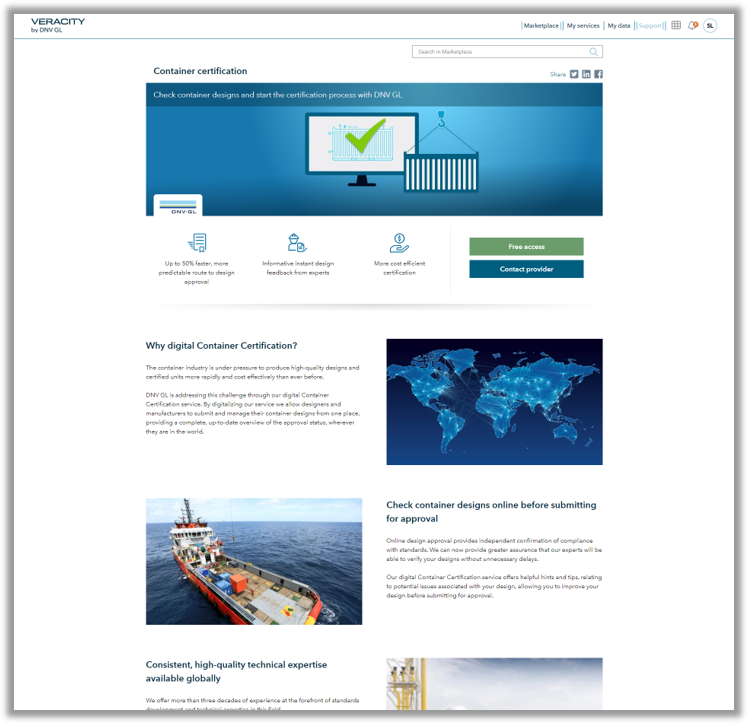 VERACITY
by DNV GL
Marketplace
My services
My data
Support
SL
Search in Marketplace
Container certification
Share
Check container designs and start the certification process with DNV GL
DNV·GL
Up to 50% faster, more
predictable route to design
approval
Informative instant design
feedback from experts
More cost efficient
certification
Free access
Contact provider
Why digital Container Certification?
The container industry is under pressure to produce high-quality designs and
certified units more rapidly and cost effectively than ever before.
DNV GL is addressing this challenge through our digital Container
Certification service. By digitalizing our service we allow designers and
manufacturers to submit and manage their container designs from one place,
providing a complete, up-to-date overview of the approval status, wherever
they are in the world.
Check container designs online before submitting
for approval
Online design approval provides independent confirmation of compliance
with standards. We can now provide greater assurance that our experts will be
able to verify your designs without unnecessary delays.
Our digital Container Certification service offers helpful hints and tips, relating
to potential issues associated with your design, allowing you to improve your
design before submitting for approval.
Consistent, high-quality technical expertise
available globally
We offer more than three decades of experience at the forefront of standards
development and technical expertise in this field.